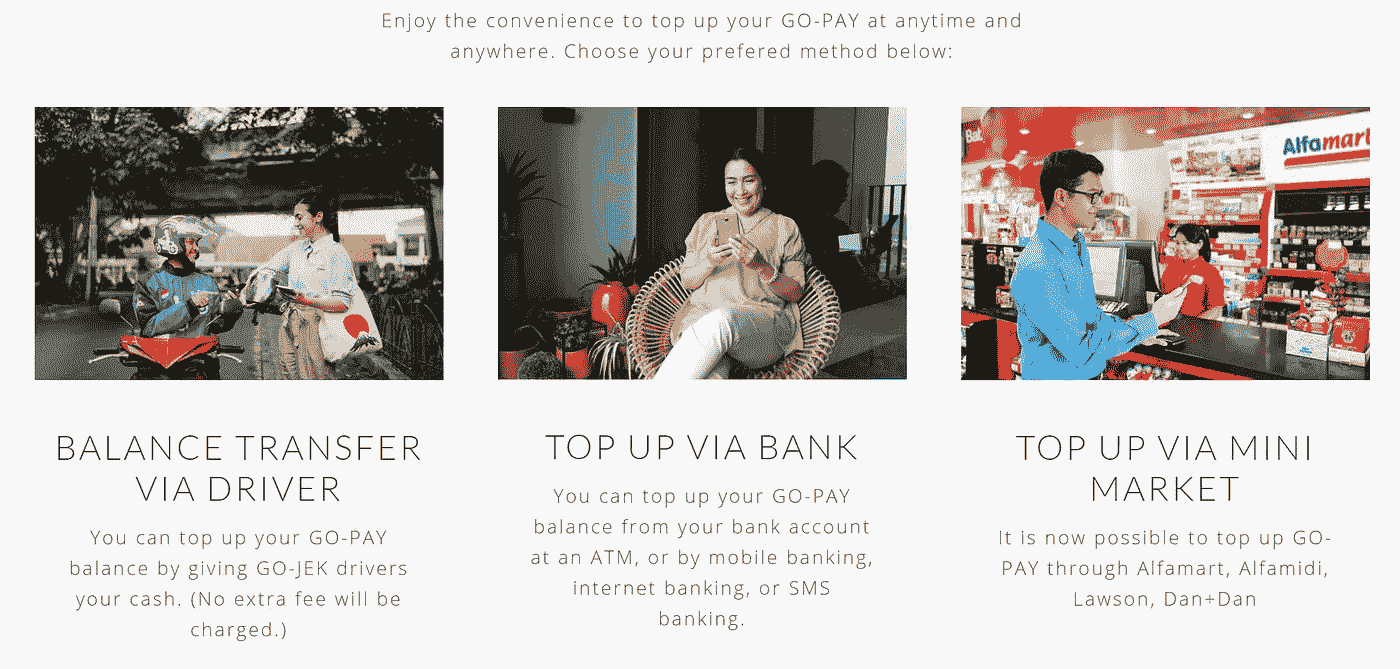 Enjoy the convenience to top up your GO-PAY at anytime and
anywhere. Choose your prefered method below:
Bet
Alfamart
BALANCE TRANSFER
VIA DRIVER
You can top up your GO-PAY
balance by giving GO-JEK drivers
your cash. (No extra fee will be
charged.)
TOP UP VIA BANK
You can top up your GO-PAY
balance from your bank account
at an ATM, or by mobile banking,
internet banking, or SMS
banking.
TOP UP VIA MINI
MARKET
It is now possible to top up GO-
PAY through Alfamart, Alfamidi,
Lawson, Dan+Dan